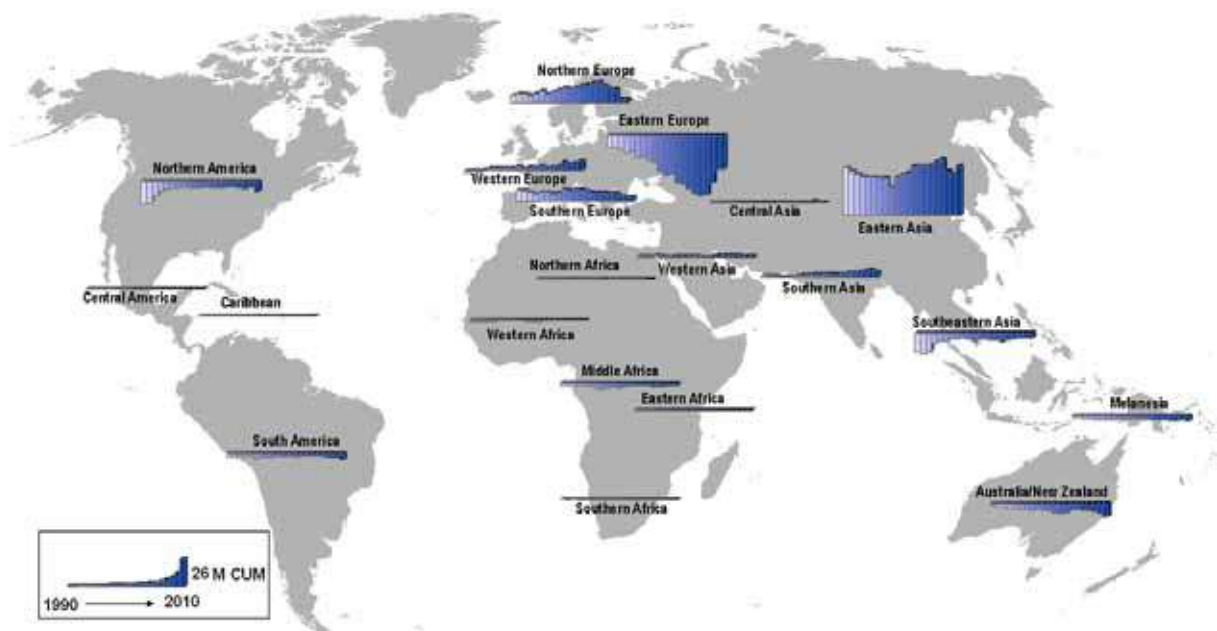 Northern Europe
Eastern Europe
Northern America
Western Europe
Southern Europe
Central Asia
Eastern Asia
Northern Africa
Western Asia
Southern Asia
Central America
Caribbean
Western Africa
Southeastern Asia
Middle Africa
Eastern Africa
Melanesia
South America
Australia/New Zealand
Southern Africa
26 M CUM
1990
2010